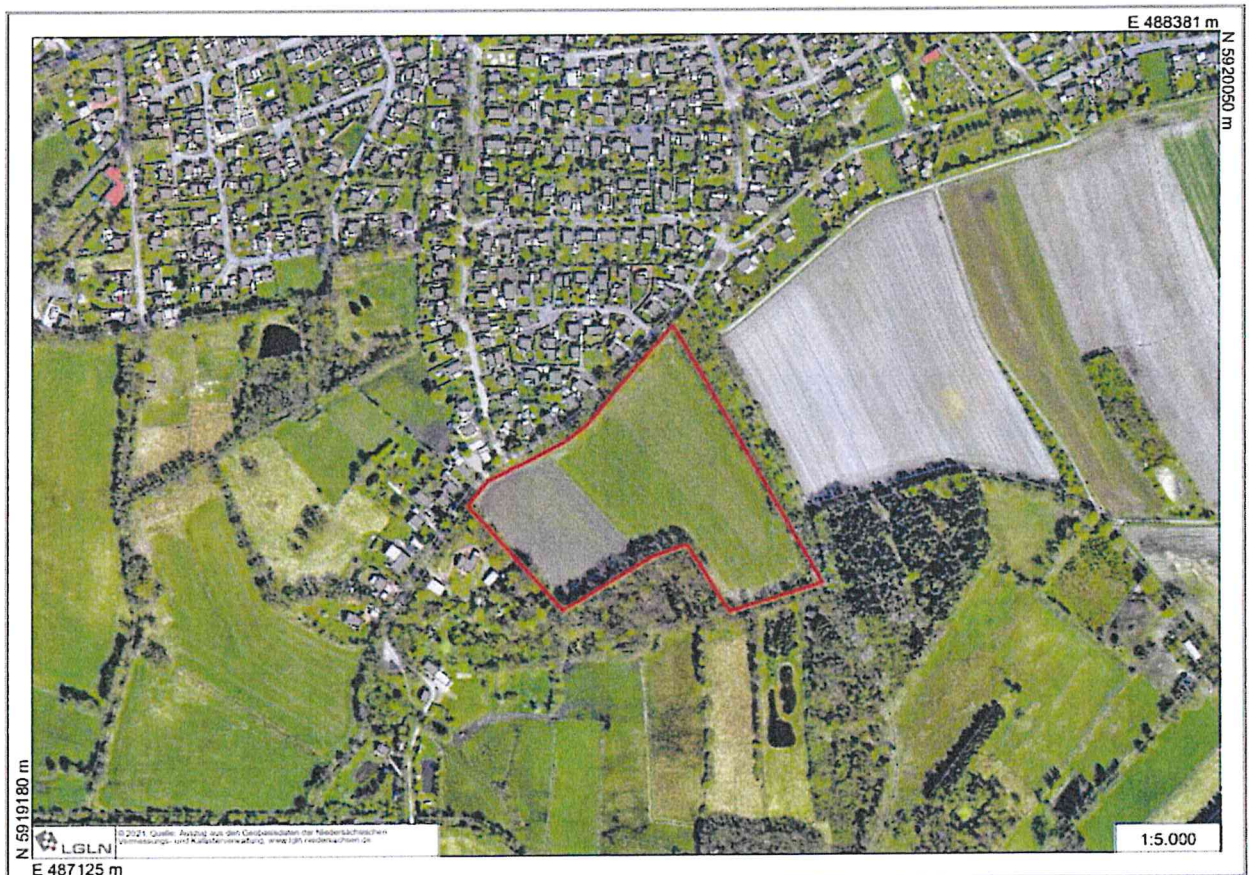 E 488381 m
N 5920050 m
N 5919180 m
LGLN
© 2021 Quelle: Auszug aus den Geobasisdaten der Niedersächsischen
Vermessungs- und Katasterverwaltung, www.lgln.niedersachsen.de
1:5.000
E 487125 m